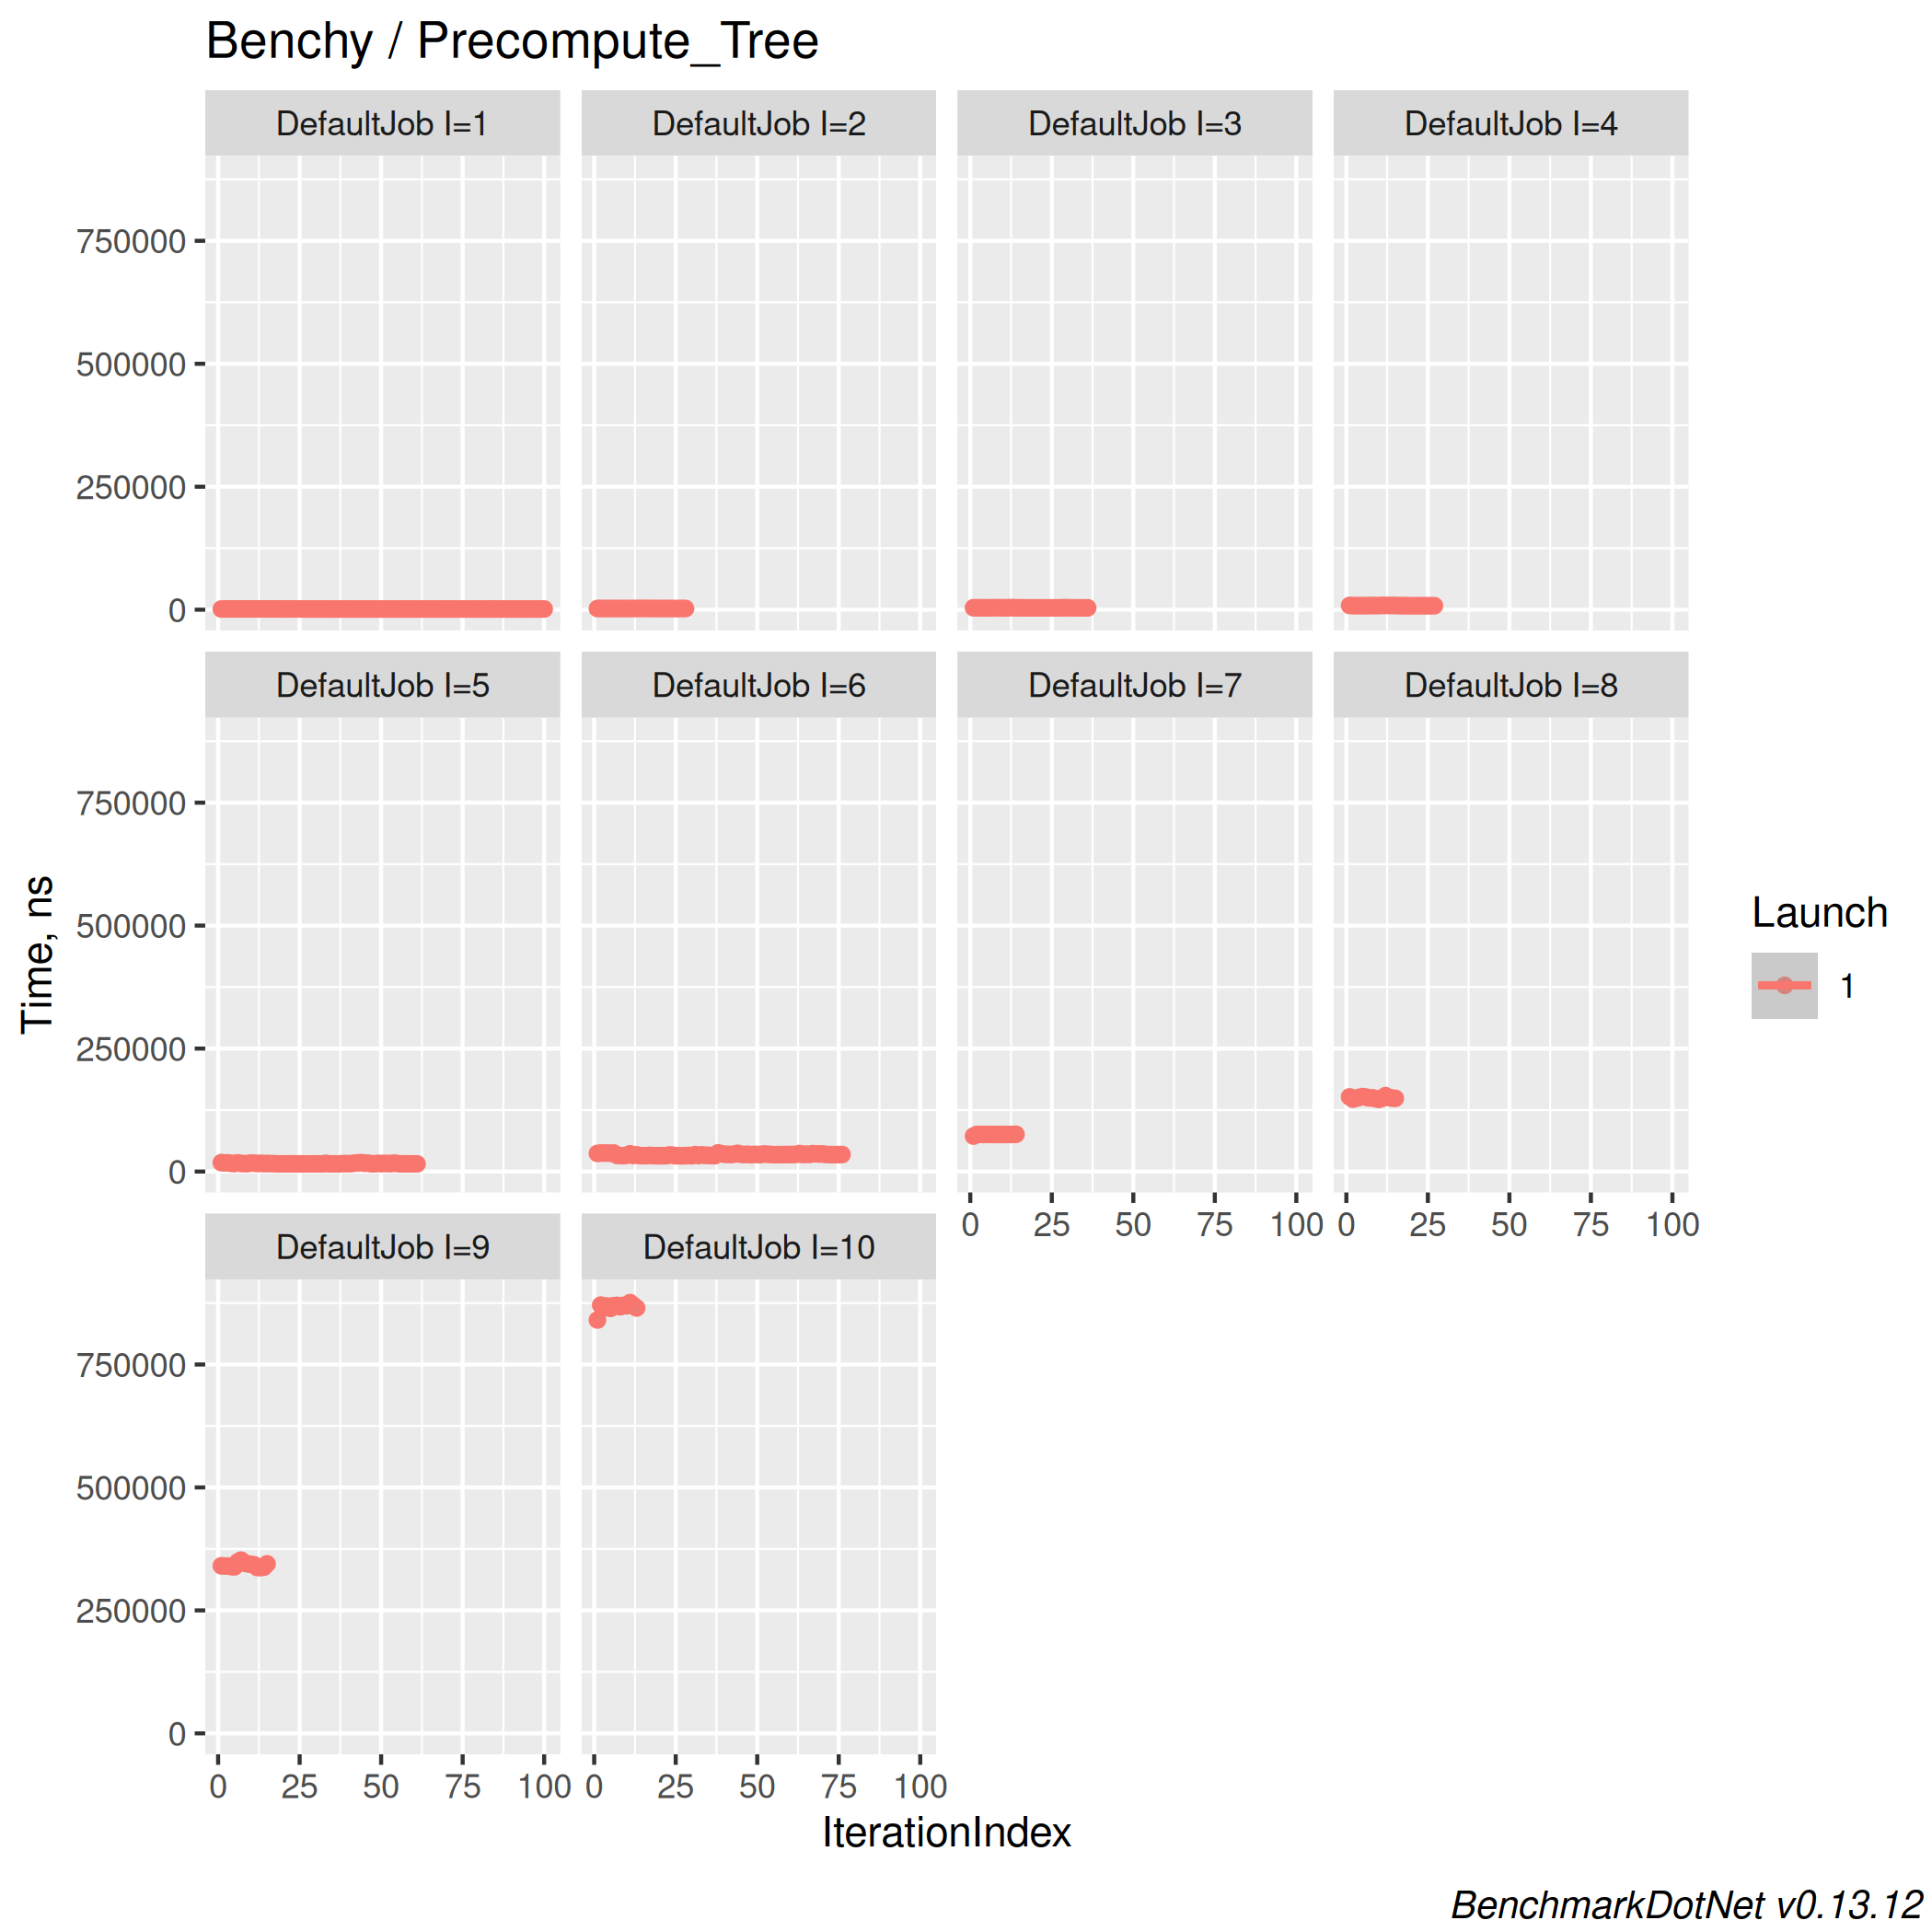 Benchy / Precompute_Tree
DefaultJob I=1
DefaultJob I=2
DefaultJob I=3
DefaultJob I=4
750000
500000
250000
0
DefaultJob I=5
DefaultJob I=6
DefaultJob I=7
DefaultJob I=8
750000
500000
250000
0
0 25 50 75 100
0 25 50 75 100
DefaultJob I=9
DefaultJob I=10
750000
500000
250000
0
0 25 50 75 100
0 25 50 75 100
Time, ns
IterationIndex
Launch
1
BenchmarkDotNet v0.13.12